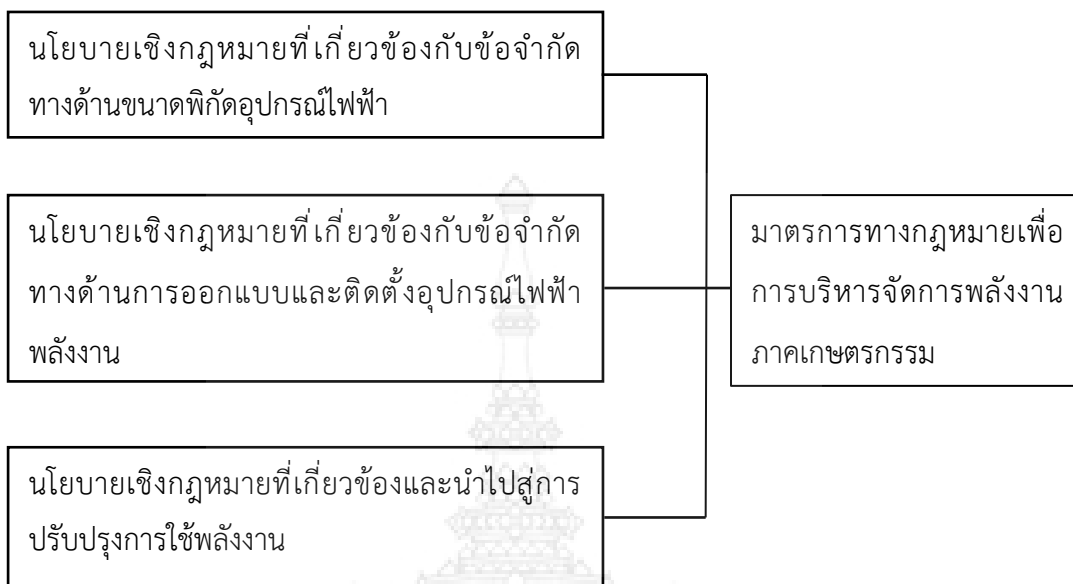 นโยบายเชิงกฎหมายที่เกี่ยวข้องกับข้อจำกัด
ทางด้านขนาดพิกัดอุปกรณ์ไฟฟ้า
นโยบายเชิงกฎหมายที่เกี่ยวข้องกับข้อจำกัด
ทางด้านการออกแบบและติดตั้งอุปกรณ์ไฟฟ้า
พลังงาน
มาตรการทางกฎหมายเพื่อ
การบริหารจัดการพลังงาน
ภาคเกษตรกรรม
นโยบายเชิงกฎหมายที่เกี่ยวข้องและนำไปสู่การ
ปรับปรุงการใช้พลังงาน